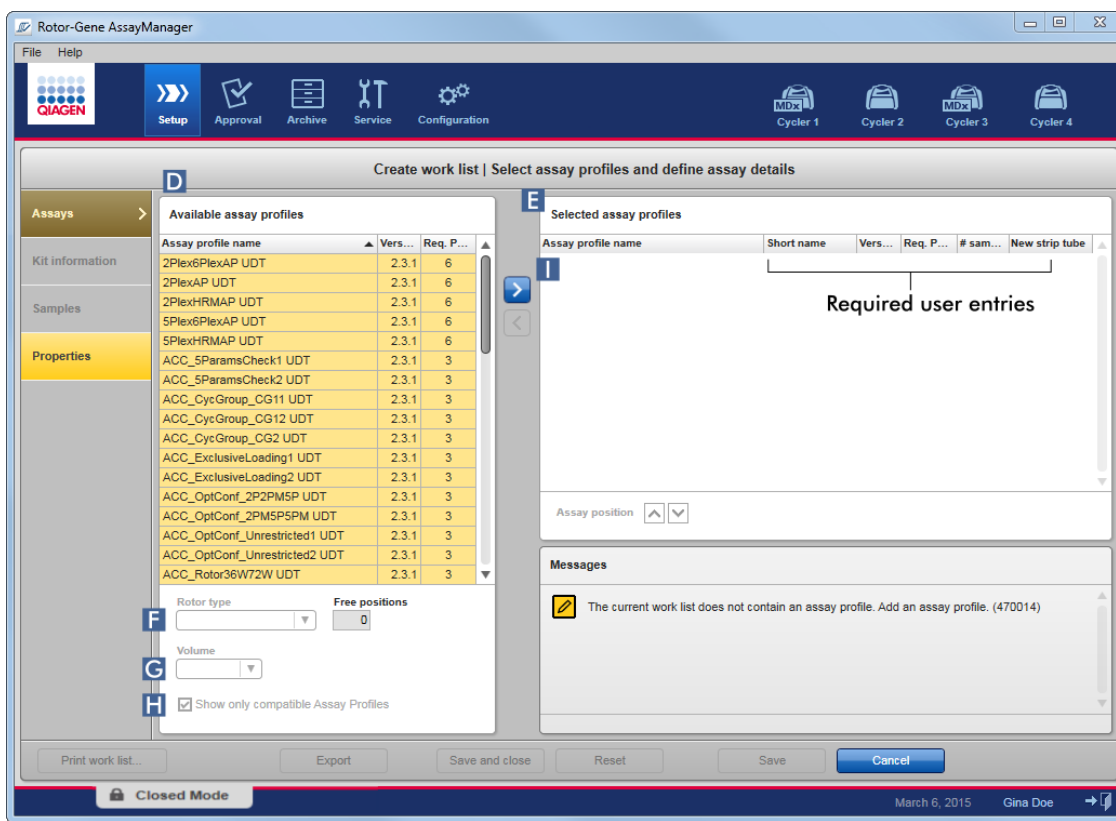 Rotor-Gene AssayManager
File Help
QIAGEN
Setup Approval Archive Service Configuration
MDx Cycler 1 Cycler 2 MDx Cycler 3 Cycler 4
Create work list | Select assay profiles and define assay details
D
E
Assays
Kit information
Samples
Properties
Available assay profiles
Assay profile name Vers... Req. P...
2Plex6PlexAP UDT 2.3.1 6
2PlexAP UDT 2.3.1 6
2PlexHRMAP UDT 2.3.1 6
5Plex6PlexAP UDT 2.3.1 6
5PlexHRMAP UDT 2.3.1 6
ACC_5ParamsCheck1 UDT 2.3.1 3
ACC_5ParamsCheck2 UDT 2.3.1 3
ACC_CycGroup_CG11 UDT 2.3.1 3
ACC_CycGroup_CG12 UDT 2.3.1 3
ACC_CycGroup_CG2 UDT 2.3.1 3
ACC_ExclusiveLoading1 UDT 2.3.1 3
ACC_ExclusiveLoading2 UDT 2.3.1 3
ACC_OptConf_2P2PM5P UDT 2.3.1 3
ACC_OptConf_2PM5P5PM UDT 2.3.1 3
ACC_OptConf_Unrestricted1 UDT 2.3.1 3
ACC_OptConf_Unrestricted2 UDT 2.3.1 3
ACC_Rotor36W72W UDT 2.3.1 3
F
Rotor type
Free positions
0
G
Volume
H
Show only compatible Assay Profiles
Selected assay profiles
Assay profile name Short name Vers... Req. P... # sam... New strip tube
I
Required user entries
Assay position
Messages
The current work list does not contain an assay profile. Add an assay profile. (470014)
Print work list... Export Save and close Reset Save Cancel
Closed Mode
March 6, 2015 Gina Doe